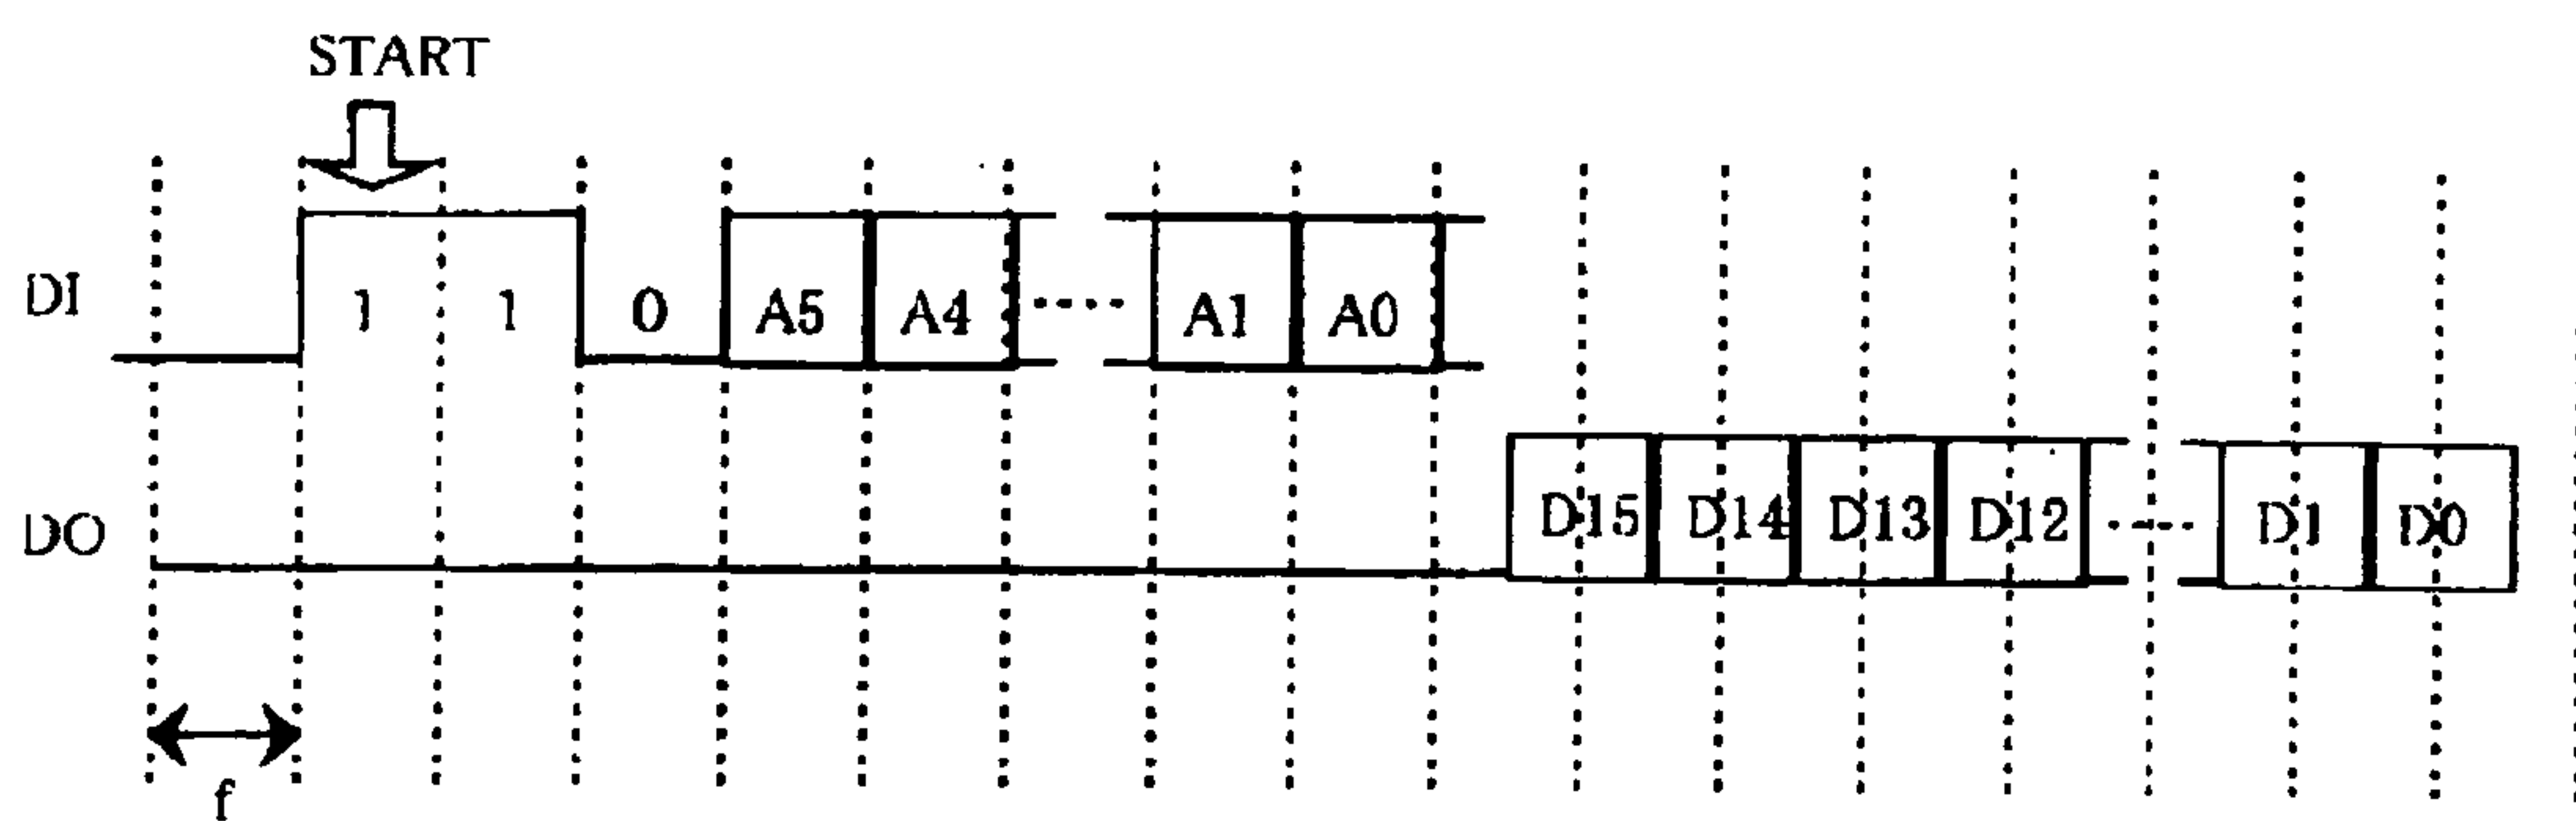 START
DI 1 1 0 A5 A4 ..... A1 A0
DO D15 D14 D13 D12 ..... D1 D0
f